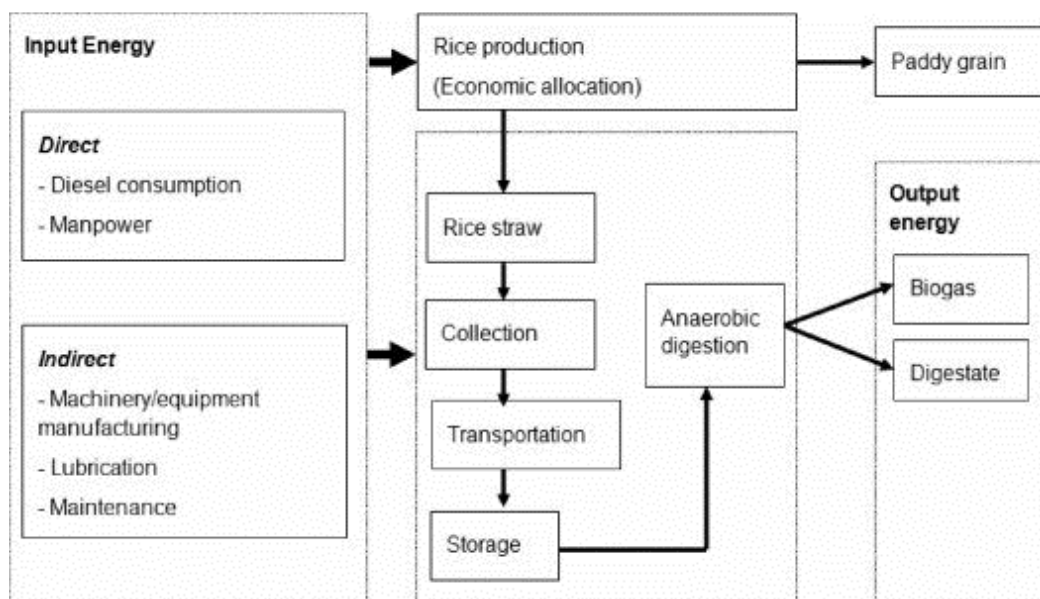 Input Energy
Direct
- Diesel consumption
- Manpower
Indirect
- Machinery/equipment
manufacturing
- Lubrication
- Maintenance
Rice production
(Economic allocation)
Rice straw
Collection
Transportation
Storage
Anaerobic
digestion
Paddy grain
Output
energy
Biogas
Digestate